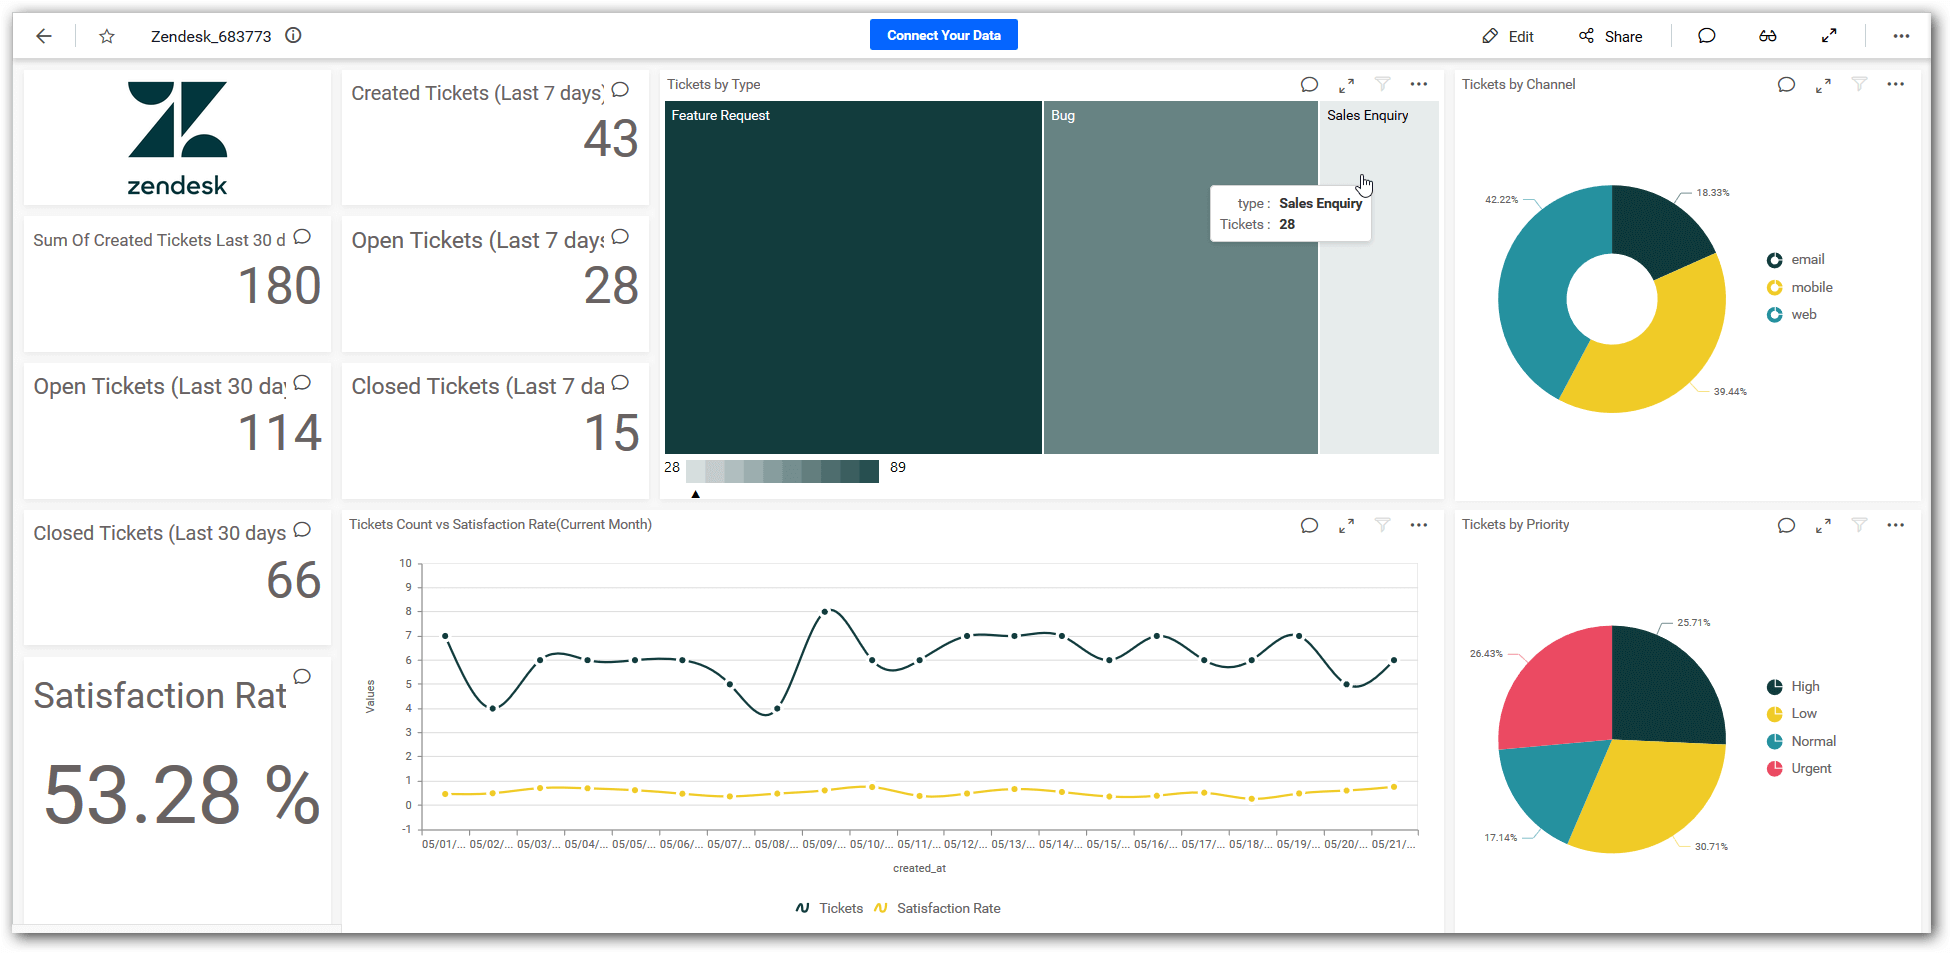 Zendesk_683773
Connect Your Data
Edit
Share
zendesk
Created Tickets (Last 7 days)
43
Sum Of Created Tickets Last 30 d
180
Open Tickets (Last 7 days
28
Open Tickets (Last 30 day
114
Closed Tickets (Last 7 da
15
Closed Tickets (Last 30 days
66
Satisfaction Rat
53.28 %
Tickets by Type
Feature Request
Bug
Sales Enquiry
type : Sales Enquiry
Tickets : 28
28
89
Tickets by Channel
18.33%
42.22%
39.44%
email
mobile
web
Tickets Count vs Satisfaction Rate(Current Month)
10
9
8
7
6
5
4
3
2
1
0
-1
Values
05/01/... 05/02/... 05/03/... 05/04/... 05/05/... 05/06/... 05/07/... 05/08/... 05/09/... 05/10/... 05/11/... 05/12/... 05/13/... 05/14/... 05/15/... 05/16/... 05/17/... 05/18/... 05/19/... 05/20/... 05/21/...
created_at
Tickets Satisfaction Rate
Tickets by Priority
25.71%
26.43%
17.14%
30.71%
High
Low
Normal
Urgent